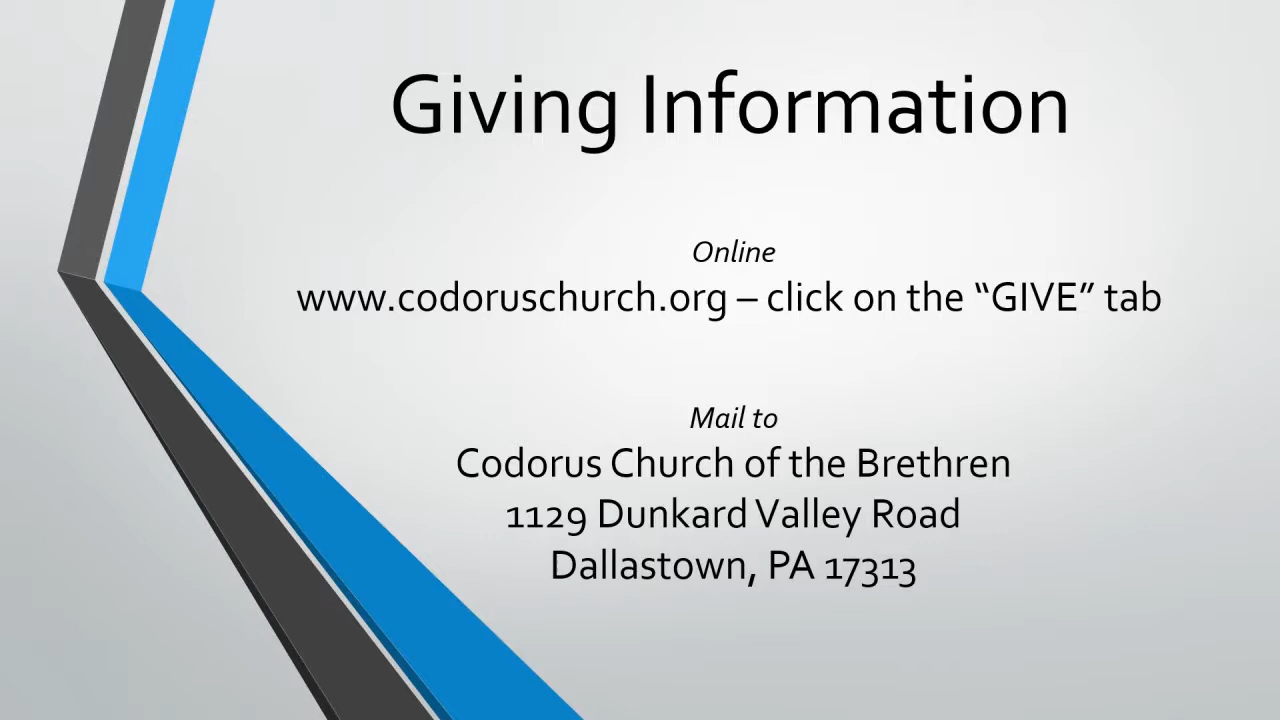 Giving Information
Online
www.codoruschurch.org – click on the “GIVE” tab
Mail to
Codorus Church of the Brethren
1129 Dunkard Valley Road
Dallastown, PA 17313